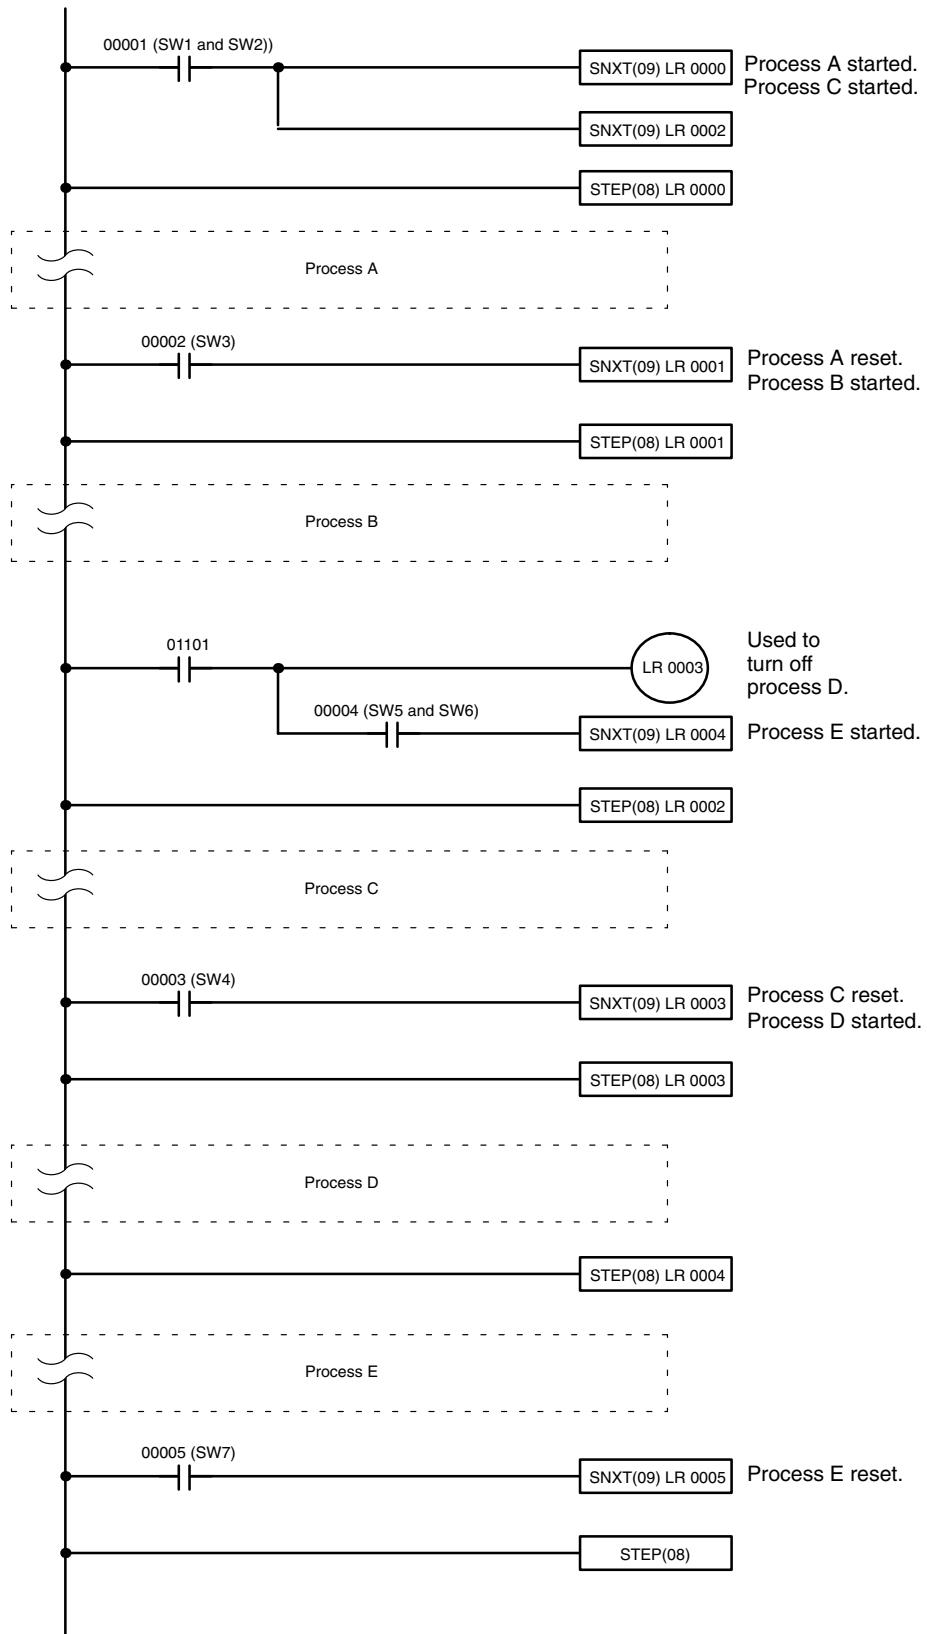 00001 (SW1 and SW2))
SNXT(09) LR 0000
Process A started.
Process C started.
SNXT(09) LR 0002
STEP(08) LR 0000
Process A
00002 (SW3)
SNXT(09) LR 0001
Process A reset.
Process B started.
STEP(08) LR 0001
Process B
01101
LR 0003
Used to
turn off
process D.
00004 (SW5 and SW6)
SNXT(09) LR 0004
Process E started.
STEP(08) LR 0002
Process C
00003 (SW4)
SNXT(09) LR 0003
Process C reset.
Process D started.
STEP(08) LR 0003
Process D
STEP(08) LR 0004
Process E
00005 (SW7)
SNXT(09) LR 0005
Process E reset.
STEP(08)